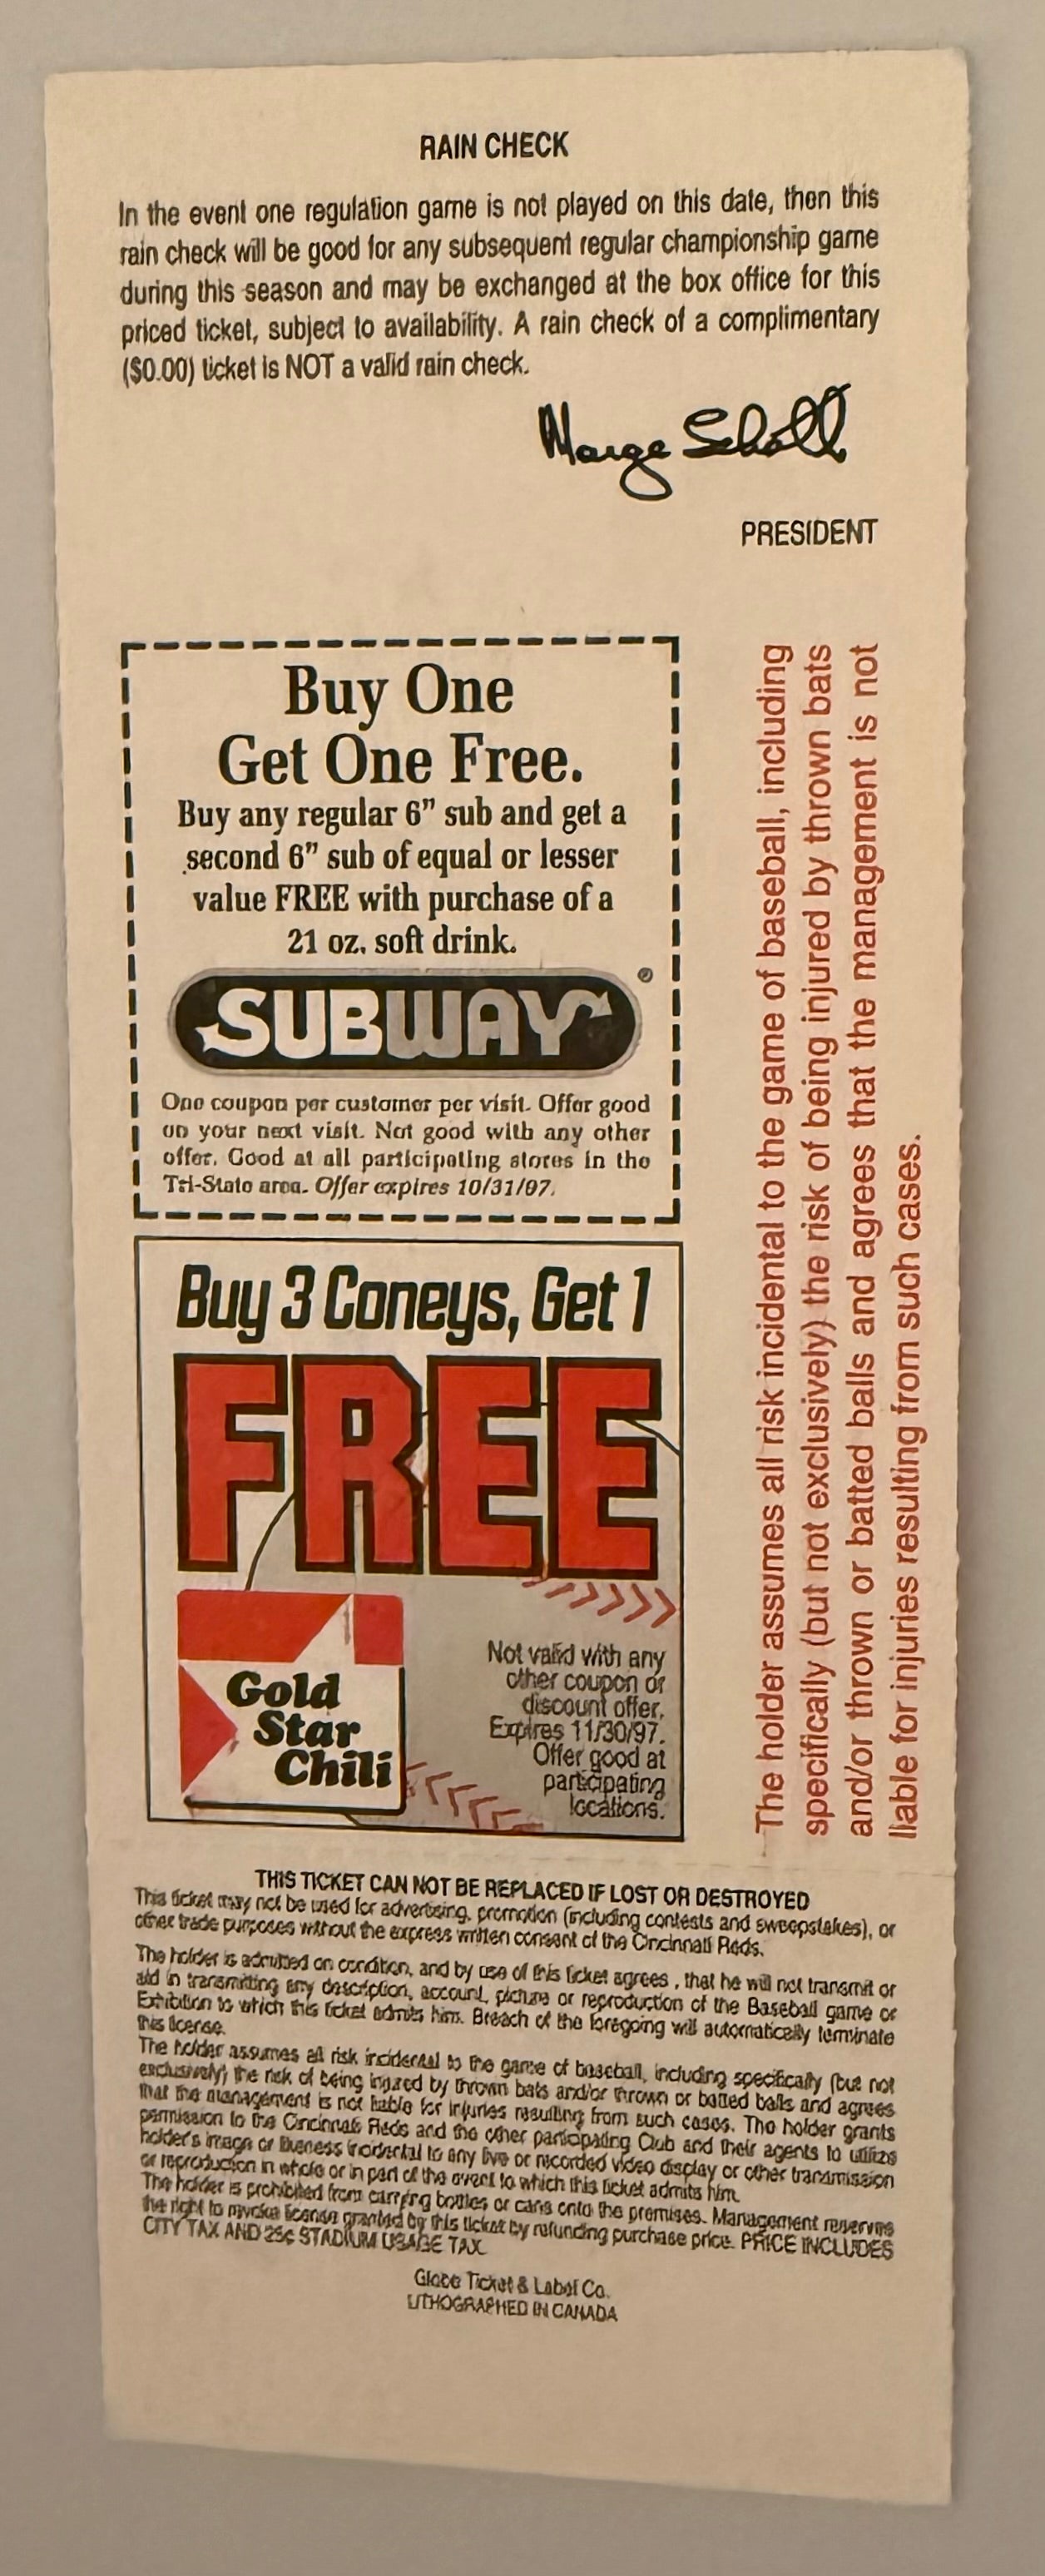 RAIN CHECK
In the event one regulation game is not played on this date, then this
rain check will be good for any subsequent regular championship game
during this season and may be exchanged at the box office for this
priced ticket, subject to availability. A rain check of a complimentary
($0.00) ticket is NOT a valid rain check.
Marge Schott
PRESIDENT
Buy One
Get One Free.
Buy any regular 6” sub and get a
second 6” sub of equal or lesser
value FREE with purchase of a
21 oz. soft drink.
SUBWAY®
One coupon per customer per visit. Offer good
on your next visit. Not good with any other
offer. Good at all participating stores in the
Tri-State area. Offer expires 10/31/97.
Buy 3 Coneys, Get 1
FREE
Gold
Star
Chili
Not valid with any
other coupon or
discount offer.
Expires 11/30/97.
Offer good at
participating
locations.
The holder assumes all risk incidental to the game of baseball, including
specifically (but not exclusively) the risk of being injured by thrown bats
and/or thrown or batted balls and agrees that the management is not
liable for injuries resulting from such cases.
THIS TICKET CAN NOT BE REPLACED IF LOST OR DESTROYED
This ticket may not be used for advertising, promotion (including contests and sweepstakes), or
other trade purposes without the express written consent of the Cincinnati Reds.
The holder is admitted on condition, and by use of this ticket agrees , that he will not transmit or
aid in transmitting any description, account, picture or reproduction of the Baseball game or
Exhibition to which this ticket admits him. Breach of the foregoing will automatically terminate
this license.
The holder assumes all risk incidental to the game of baseball, including specifically (but not
exclusively) the risk of being injured by thrown bats and/or thrown or batted balls and agrees
that the management is not liable for injuries resulting from such cases. The holder grants
permission to the Cincinnati Reds and the other participating Club and their agents to utilize
holder's image or likeness incidental to any live or recorded video display or other transmission
or reproduction in whole or in part of the event to which this ticket admits him.
The holder is prohibited from carrying bottles or cans onto the premises. Management reserves
the right to revoke license granted by this ticket by refunding purchase price. PRICE INCLUDES
CITY TAX AND 25¢ STADIUM USAGE TAX.
Globe Ticket & Label Co.
LITHOGRAPHED IN CANADA